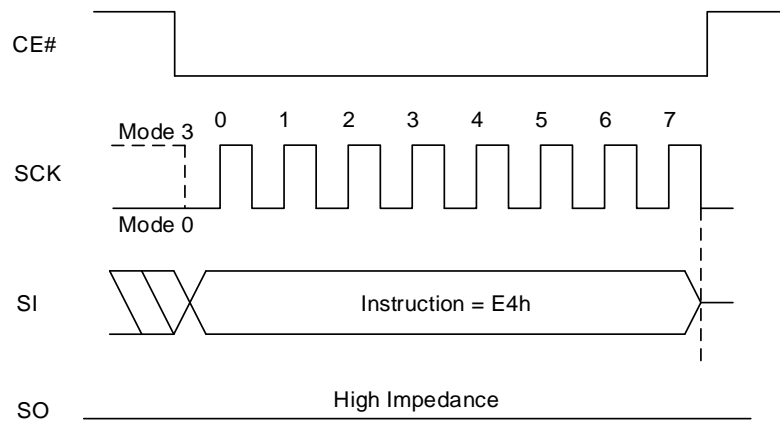 CE#
0 1 2 3 4 5 6 7
Mode 3
SCK
Mode 0
SI
Instruction = E4h
High Impedance
SO